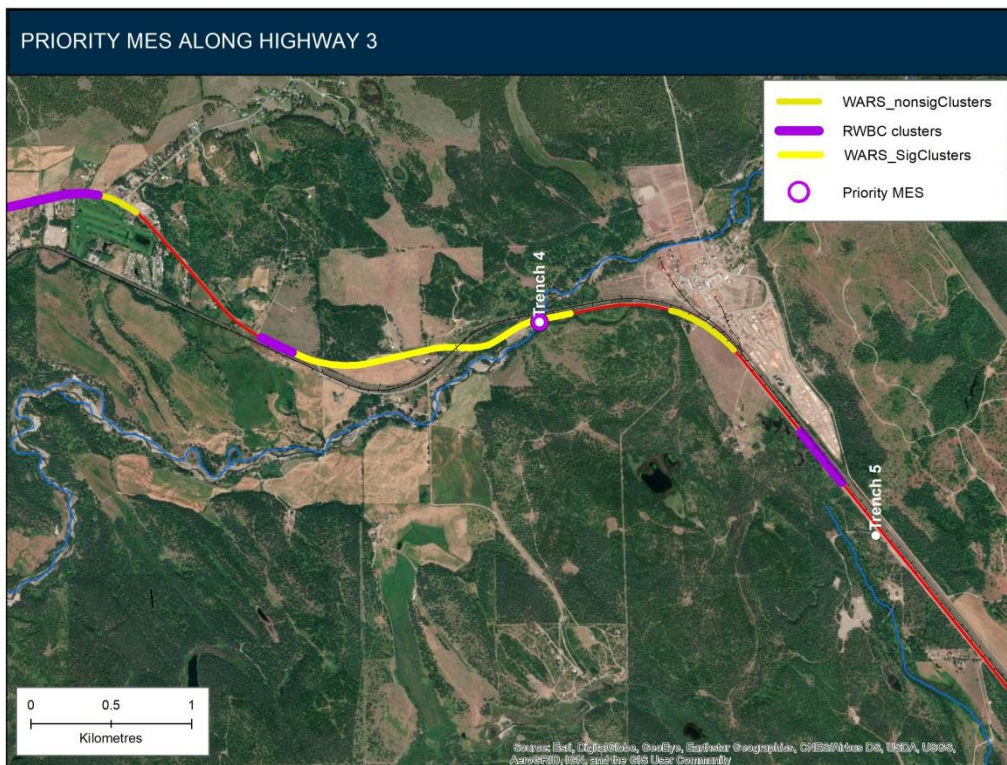 PRIORITY MES ALONG HIGHWAY 3
WARS_nonsigClusters
RWBC clusters
WARS_SigClusters
Priority MES
Trench 4
Trench 5
0 0.5 1
Kilometres
Source: Esri, DigitalGlobe, GeoEye, Earthstar Geographics, CNES/Airbus DS, USDA, USGS,
AeroGRID, IGN, and the GIS User Community